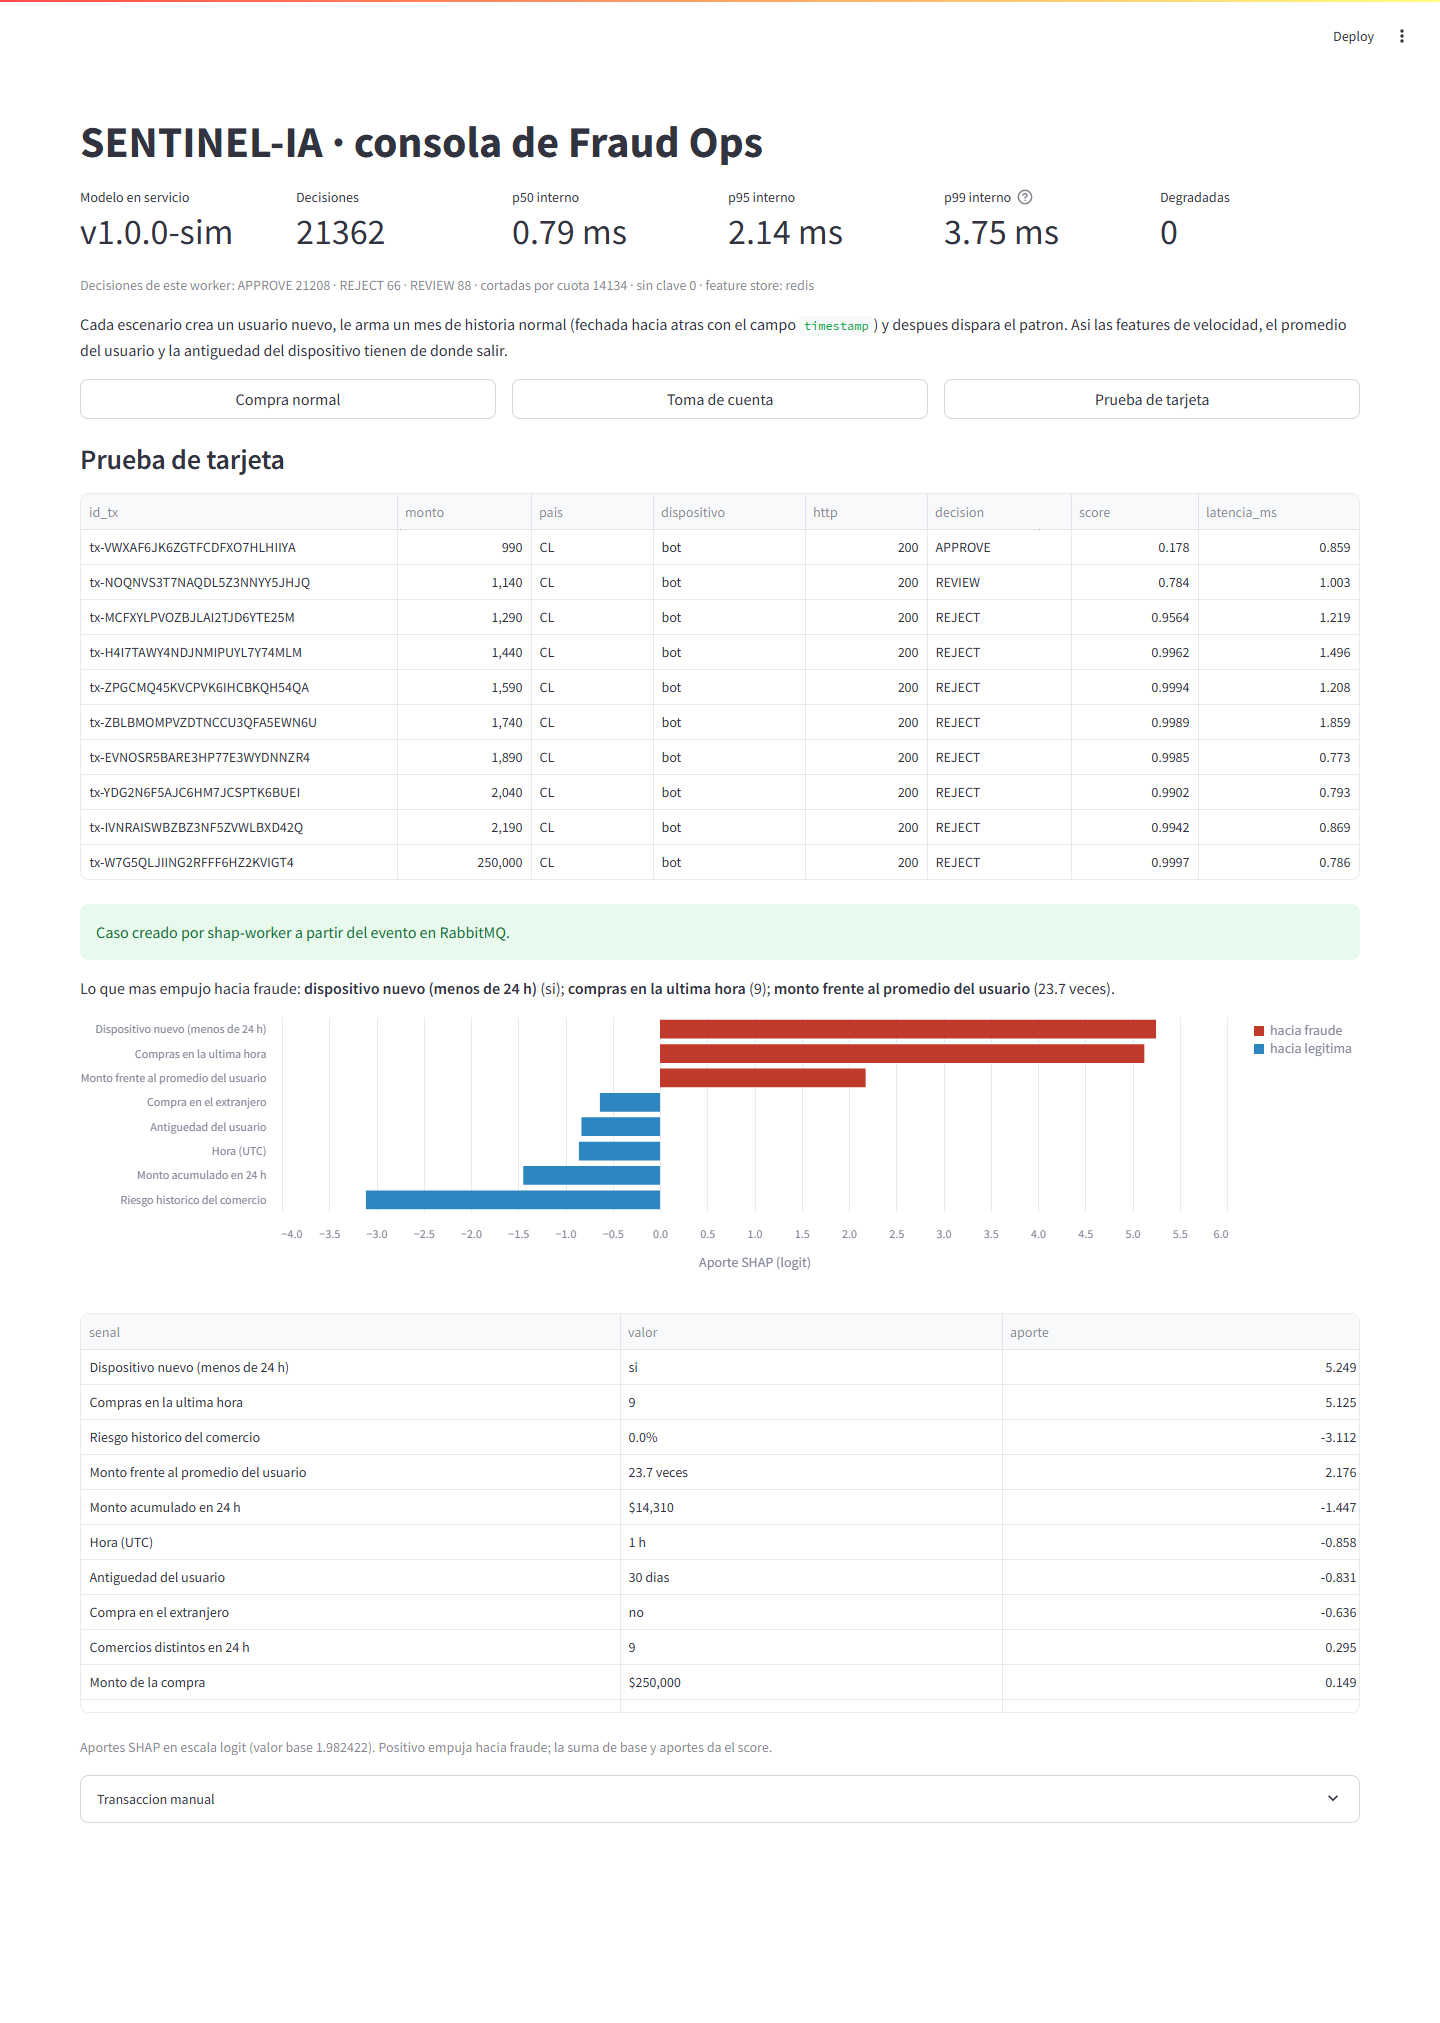 Deploy
SENTINEL-IA · consola de Fraud Ops
Modelo en servicio Decisiones p50 interno p95 interno p99 interno Degradadas
v1.0.0-sim 21362 0.79 ms 2.14 ms 3.75 ms 0
Decisiones de este worker: APPROVE 21208 · REJECT 66 · REVIEW 88 · cortadas por cuota 14134 · sin clave 0 · feature store: redis
Cada escenario crea un usuario nuevo, le arma un mes de historia normal (fechada hacia atras con el campo timestamp ) y despues dispara el patron. Asi las features de velocidad, el promedio
del usuario y la antiguedad del dispositivo tienen de donde salir.
Compra normal Toma de cuenta Prueba de tarjeta
Prueba de tarjeta
id_tx monto pais dispositivo http decision score latencia_ms
tx-VWXAF6JK6ZGTFCDFXO7HLHIIYA 990 CL bot 200 APPROVE 0.178 0.859
tx-NOQNVS3T7NAQDL5Z3NNYY5JHJQ 1,140 CL bot 200 REVIEW 0.784 1.003
tx-MCFXYLPVOZBJLAI2TJD6YTE25M 1,290 CL bot 200 REJECT 0.9564 1.219
tx-H4I7TAWY4NDJNMIPUYL7Y74MLM 1,440 CL bot 200 REJECT 0.9962 1.496
tx-ZPGCMQ45KVCPVK6IHCBKQH54QA 1,590 CL bot 200 REJECT 0.9994 1.208
tx-ZBLBMOMPVZDTNCCU3QFA5EWN6U 1,740 CL bot 200 REJECT 0.9989 1.859
tx-EVNOSR5BARE3HP77E3WYDNNZR4 1,890 CL bot 200 REJECT 0.9985 0.773
tx-YDG2N6F5AJC6HM7JCSPTK6BUEI 2,040 CL bot 200 REJECT 0.9902 0.793
tx-IVNRAISWBZBZ3NF5ZVWLBXD42Q 2,190 CL bot 200 REJECT 0.9942 0.869
tx-W7G5QLJIING2RFFF6HZ2KVIGT4 250,000 CL bot 200 REJECT 0.9997 0.786
Caso creado por shap-worker a partir del evento en RabbitMQ.
Lo que mas empujo hacia fraude: dispositivo nuevo (menos de 24 h) (si); compras en la ultima hora (9); monto frente al promedio del usuario (23.7 veces).
Dispositivo nuevo (menos de 24 h)
Compras en la ultima hora
Monto frente al promedio del usuario
Compra en el extranjero
Antiguedad del usuario
Hora (UTC)
Monto acumulado en 24 h
Riesgo historico del comercio
hacia fraude
hacia legitima
−4.0 −3.5 −3.0 −2.5 −2.0 −1.5 −1.0 −0.5 0.0 0.5 1.0 1.5 2.0 2.5 3.0 3.5 4.0 4.5 5.0 5.5 6.0
Aporte SHAP (logit)
senal valor aporte
Dispositivo nuevo (menos de 24 h) si 5.249
Compras en la ultima hora 9 5.125
Riesgo historico del comercio 0.0% -3.112
Monto frente al promedio del usuario 23.7 veces 2.176
Monto acumulado en 24 h $14,310 -1.447
Hora (UTC) 1 h -0.858
Antiguedad del usuario 30 dias -0.831
Compra en el extranjero no -0.636
Comercios distintos en 24 h 9 0.295
Monto de la compra $250,000 0.149
Aportes SHAP en escala logit (valor base 1.982422). Positivo empuja hacia fraude; la suma de base y aportes da el score.
Transaccion manual